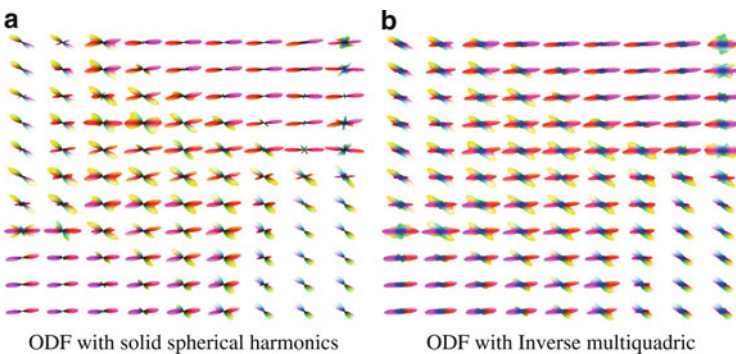 a
b
ODF with solid spherical harmonics
ODF with Inverse multiquadric